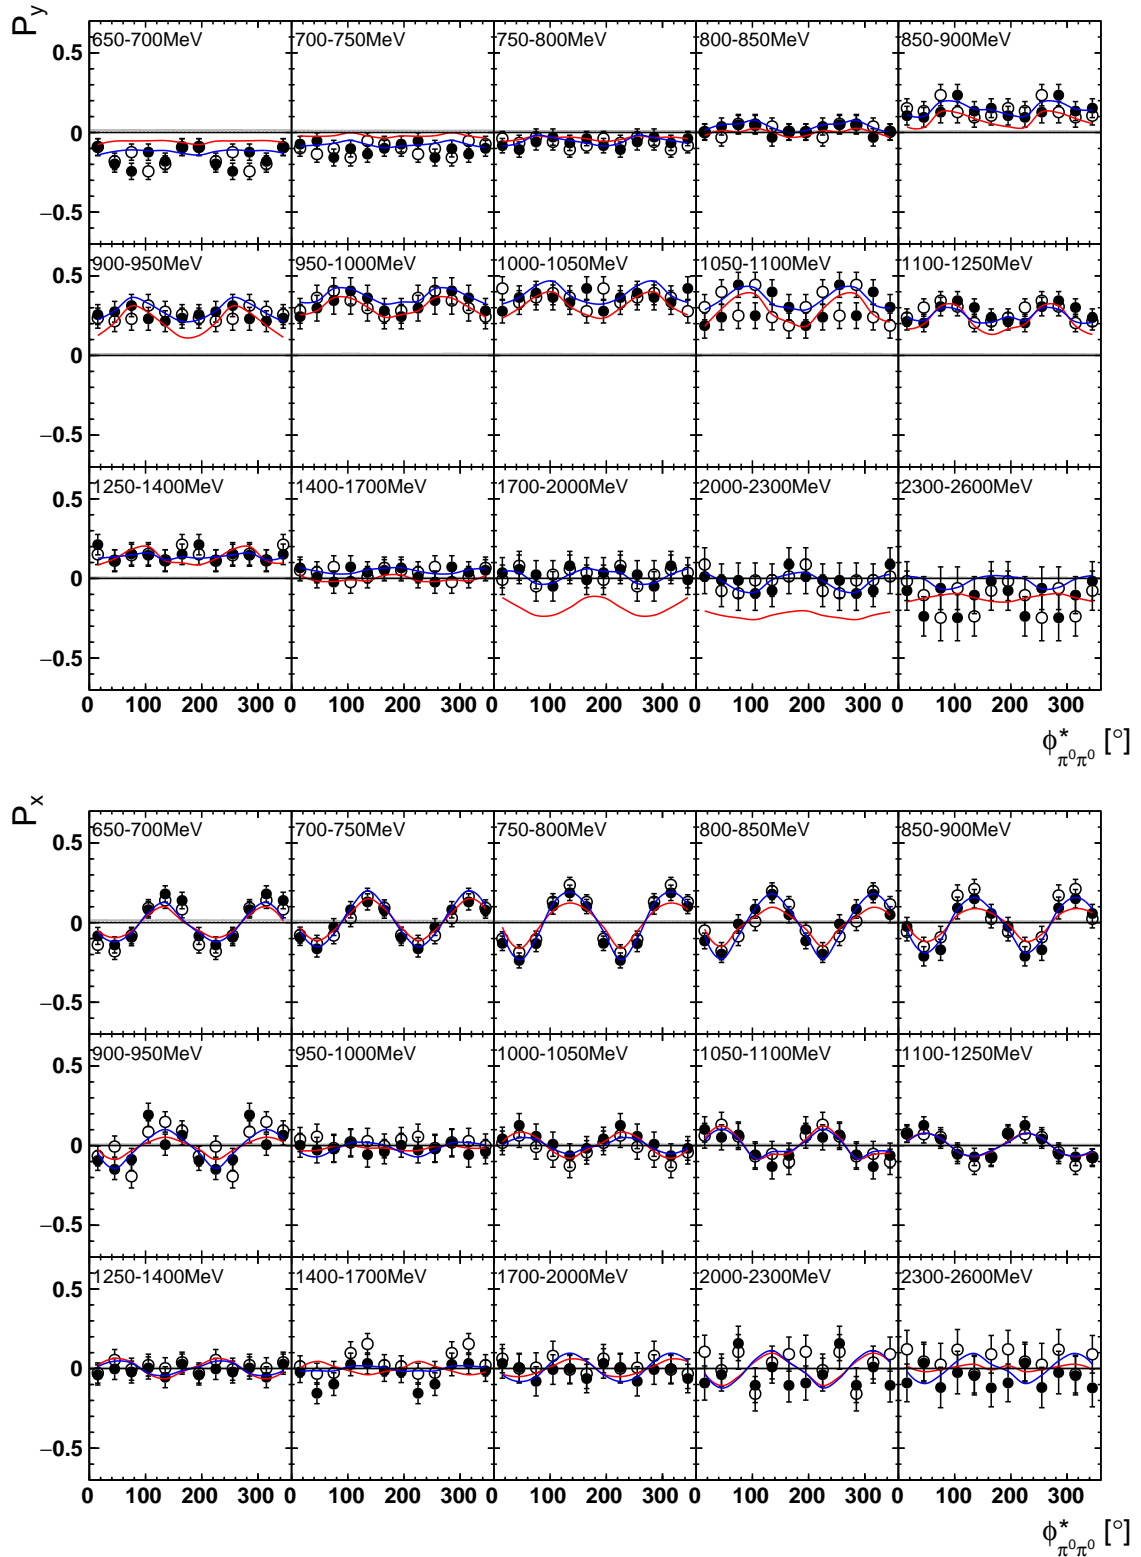 P_y
650-700MeV 700-750MeV 750-800MeV 800-850MeV 850-900MeV
0.5
0
−0.5
900-950MeV 950-1000MeV 1000-1050MeV 1050-1100MeV 1100-1250MeV
0.5
0
−0.5
1250-1400MeV 1400-1700MeV 1700-2000MeV 2000-2300MeV 2300-2600MeV
0.5
0
−0.5
0 100 200 300 0 100 200 300 0 100 200 300 0 100 200 300 0 100 200 300
ϕ*_{π⁰π⁰} [°]
P_x
650-700MeV 700-750MeV 750-800MeV 800-850MeV 850-900MeV
0.5
0
−0.5
900-950MeV 950-1000MeV 1000-1050MeV 1050-1100MeV 1100-1250MeV
0.5
0
−0.5
1250-1400MeV 1400-1700MeV 1700-2000MeV 2000-2300MeV 2300-2600MeV
0.5
0
−0.5
0 100 200 300 0 100 200 300 0 100 200 300 0 100 200 300 0 100 200 300
ϕ*_{π⁰π⁰} [°]